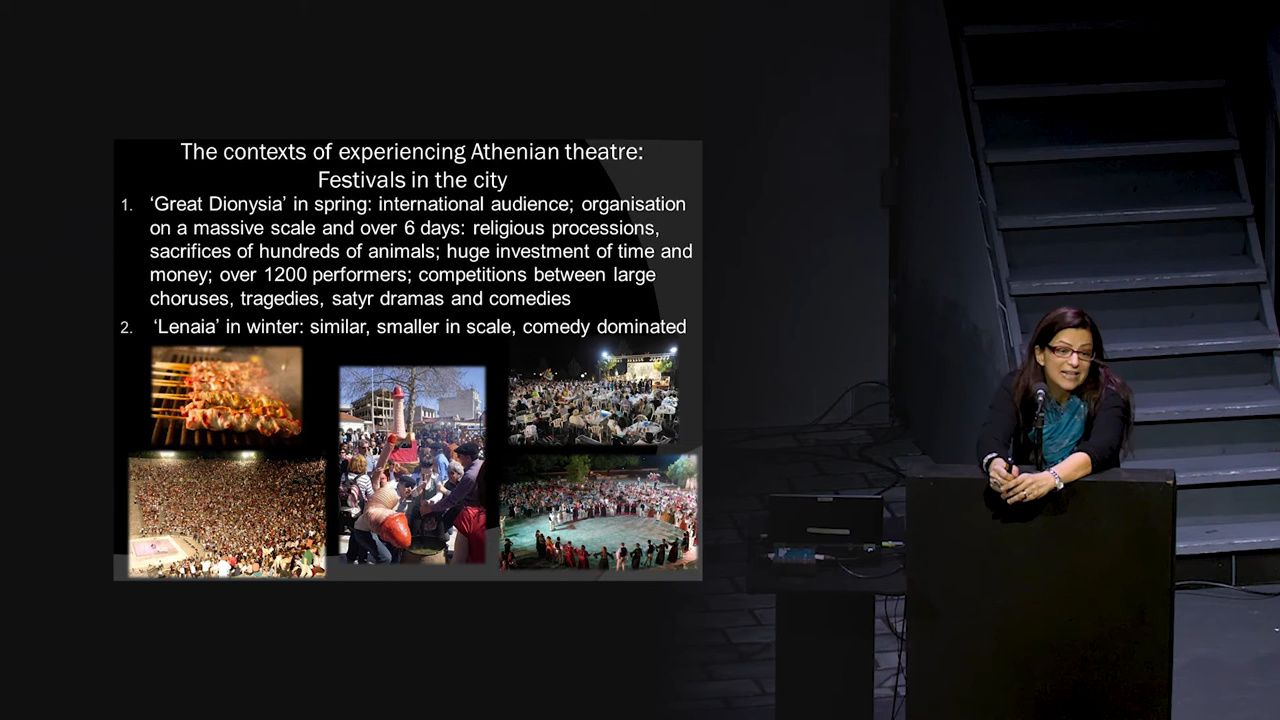 The contexts of experiencing Athenian theatre:
Festivals in the city
1. ‘Great Dionysia’ in spring: international audience; organisation
on a massive scale and over 6 days: religious processions,
sacrifices of hundreds of animals; huge investment of time and
money; over 1200 performers; competitions between large
choruses, tragedies, satyr dramas and comedies
2. ‘Lenaia’ in winter: similar, smaller in scale, comedy dominated